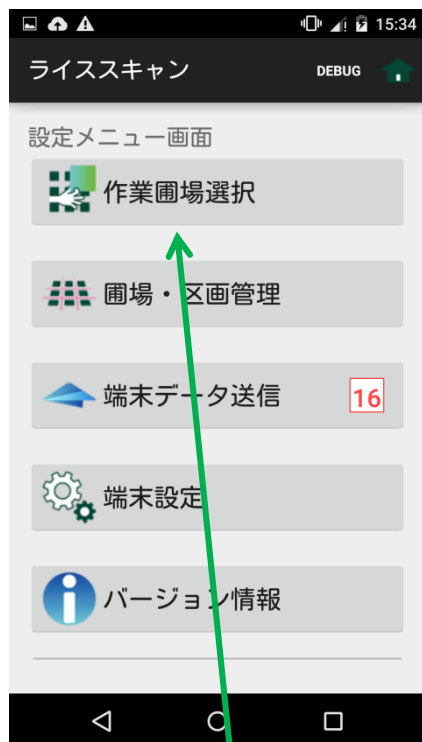 15:34
ライススキャン DEBUG
設定メニュー画面
作業圃場選択
圃場・区画管理
端末データ送信 16
端末設定
バージョン情報